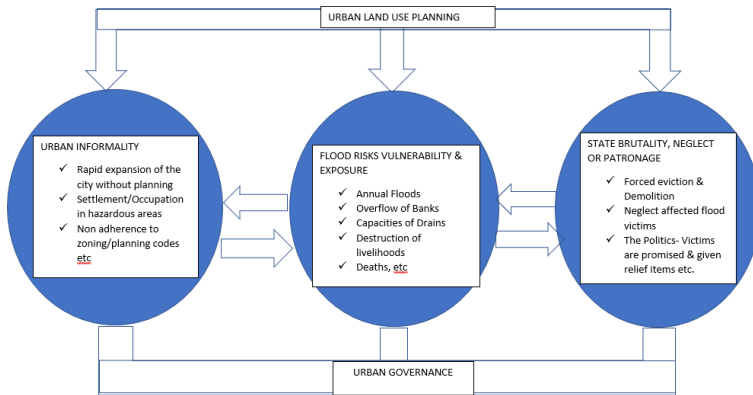 URBAN LAND USE PLANNING
URBAN INFORMALITY
✓ Rapid expansion of the
city without planning
✓ Settlement/Occupation
in hazardous areas
✓ Non adherence to
zoning/planning codes
etc
FLOOD RISKS VULNERABILITY &
EXPOSURE
✓ Annual Floods
✓ Overflow of Banks
✓ Capacities of Drains
✓ Destruction of
livelihoods
✓ Deaths, etc
STATE BRUTALITY, NEGLECT
OR PATRONAGE
✓ Forced eviction &
Demolition
✓ Neglect affected flood
victims
✓ The Politics- Victims
are promised & given
relief items etc.
URBAN GOVERNANCE